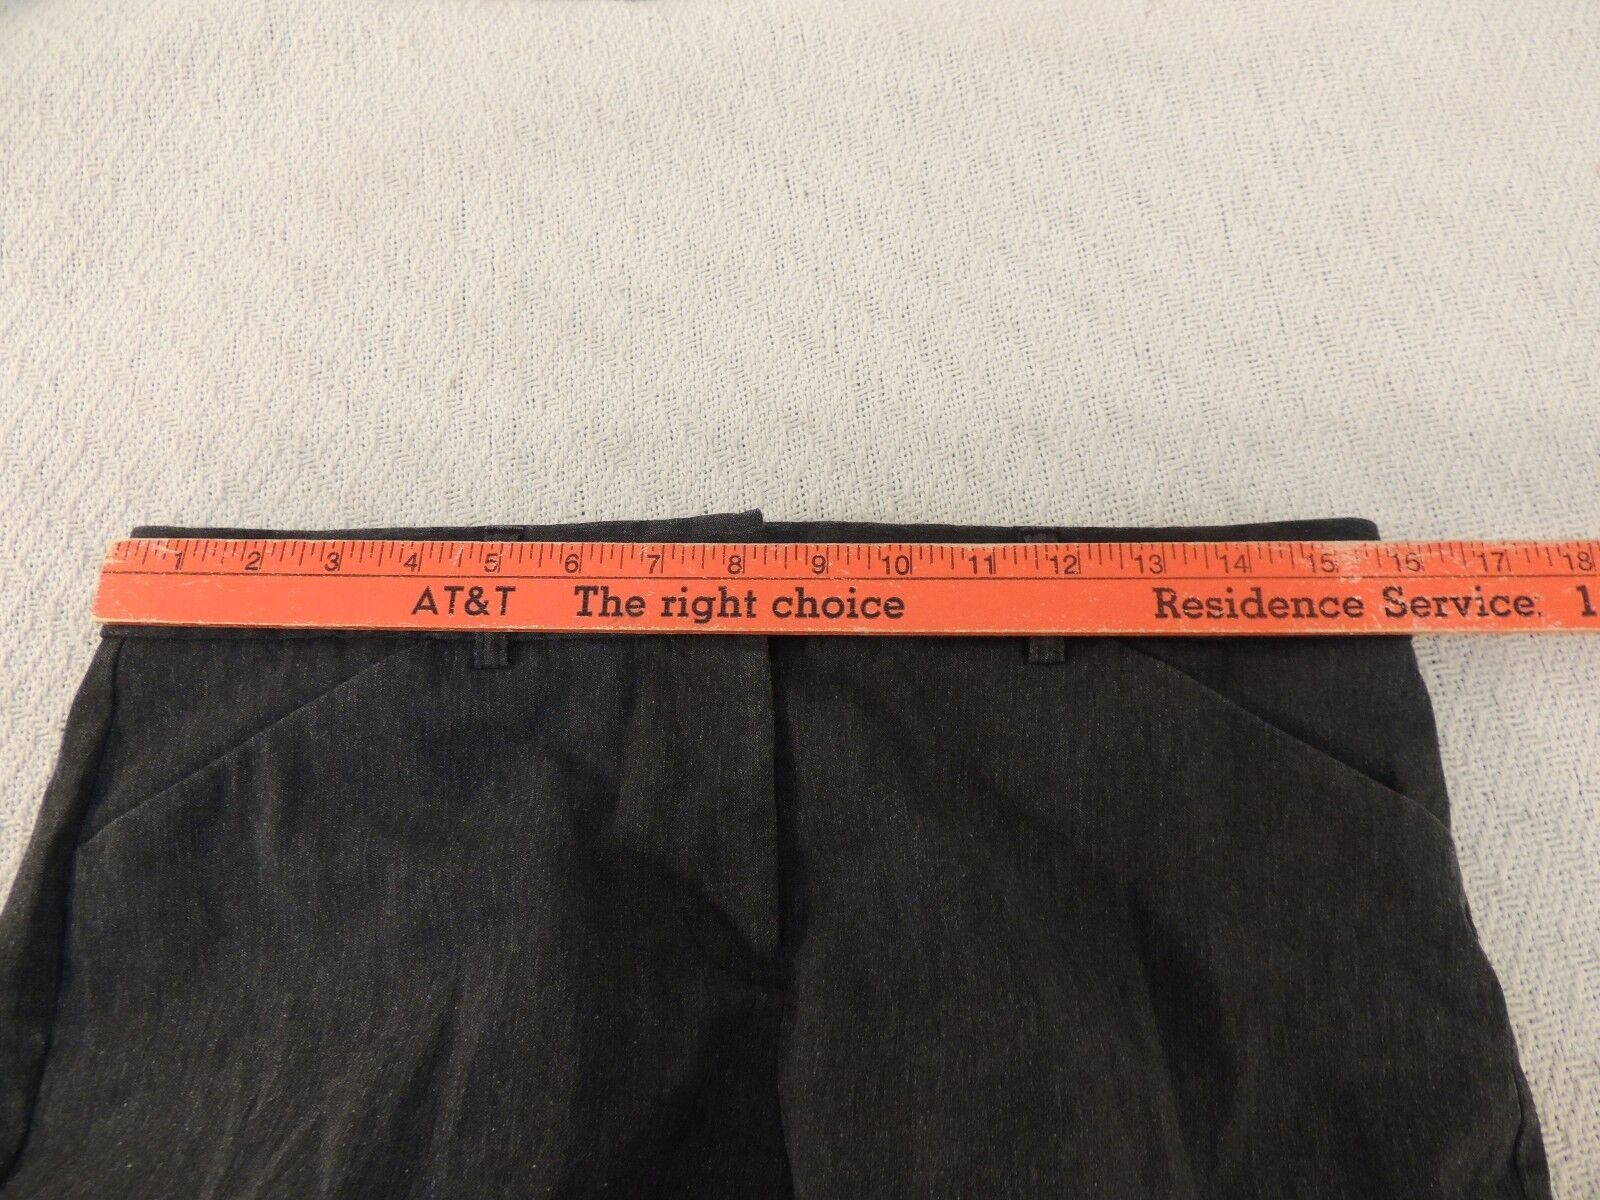 1 2 3 4 5 6 7 8 9 10 11 12 13 14 15 16 17 18
AT&T The right choice Residence Service: 1